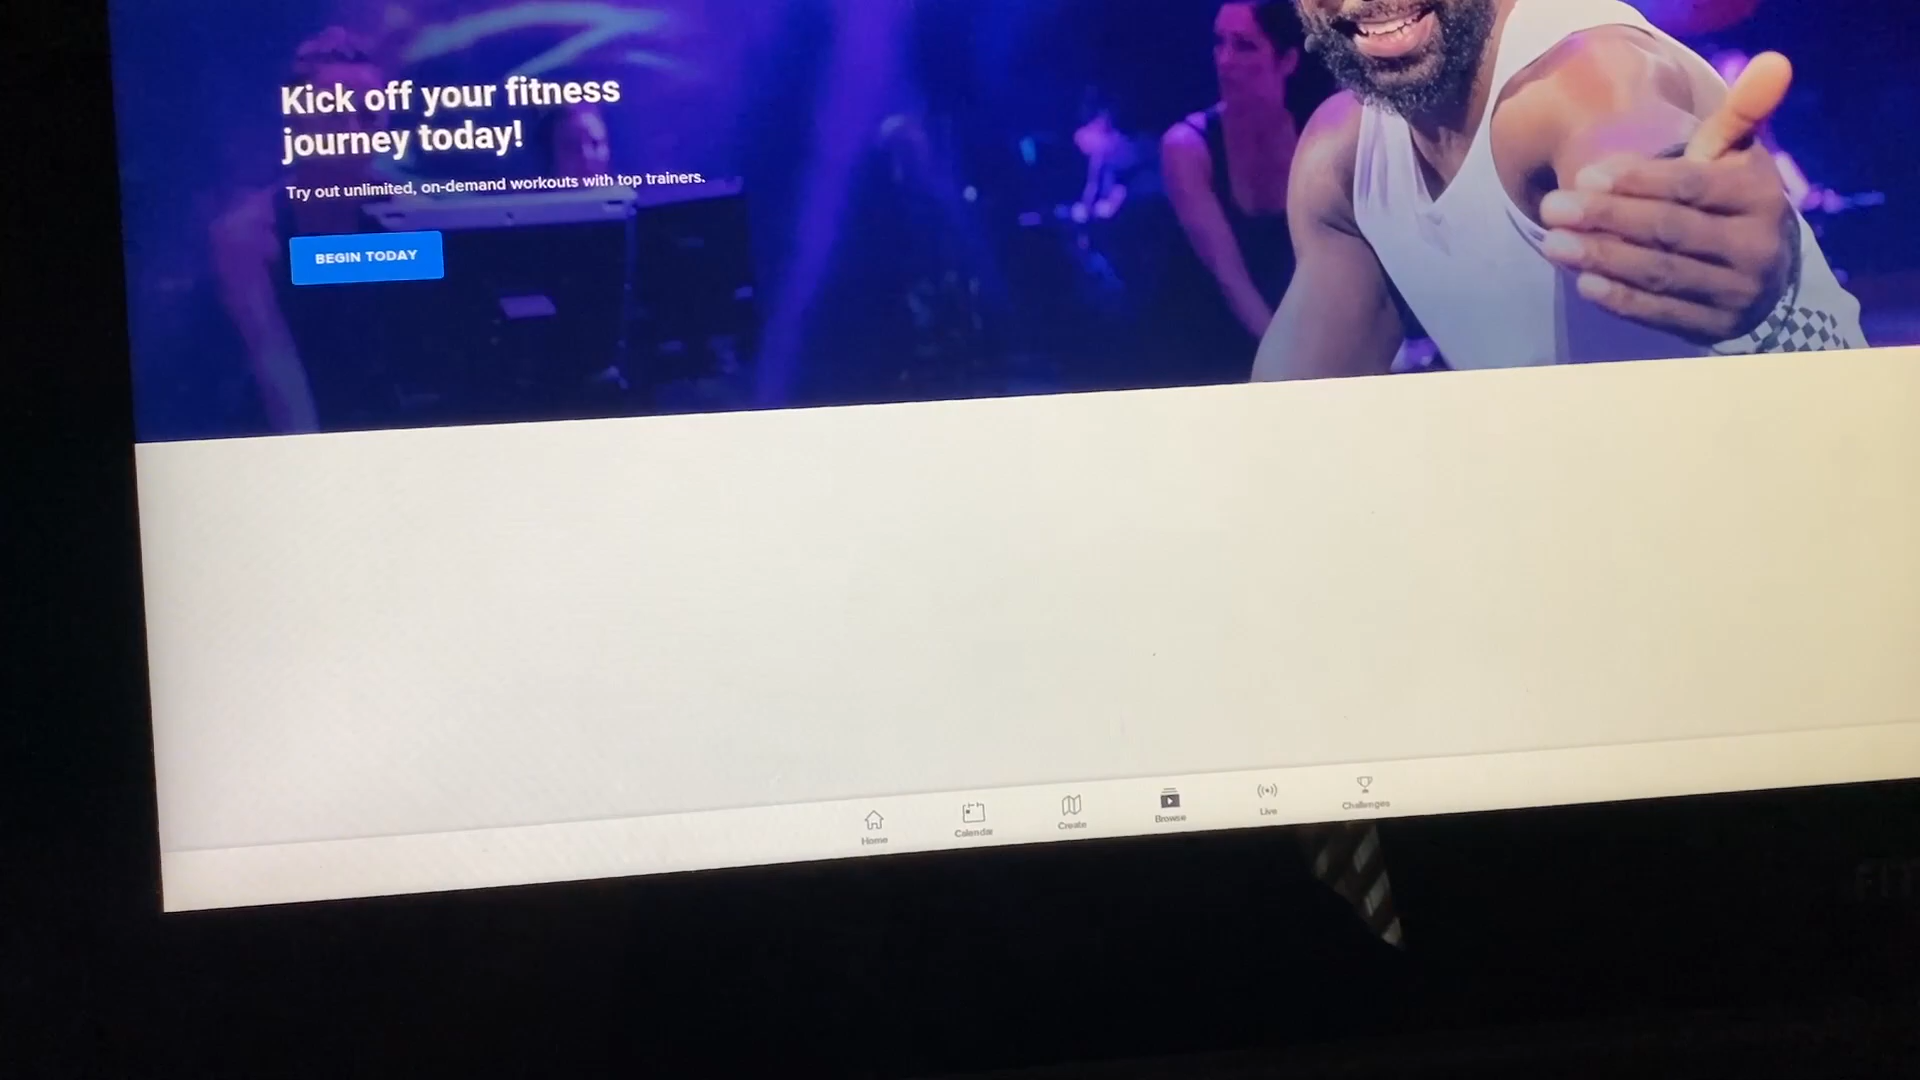 Kick off your fitness
journey today!
Try out unlimited, on-demand workouts with top trainers.
BEGIN TODAY
Home
Calendar
Create
Browse
Live
Challenges